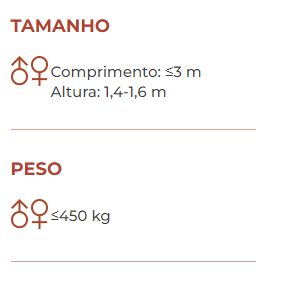 TAMANHO
Comprimento: ≤3 m
Altura: 1,4-1,6 m
PESO
≤450 kg